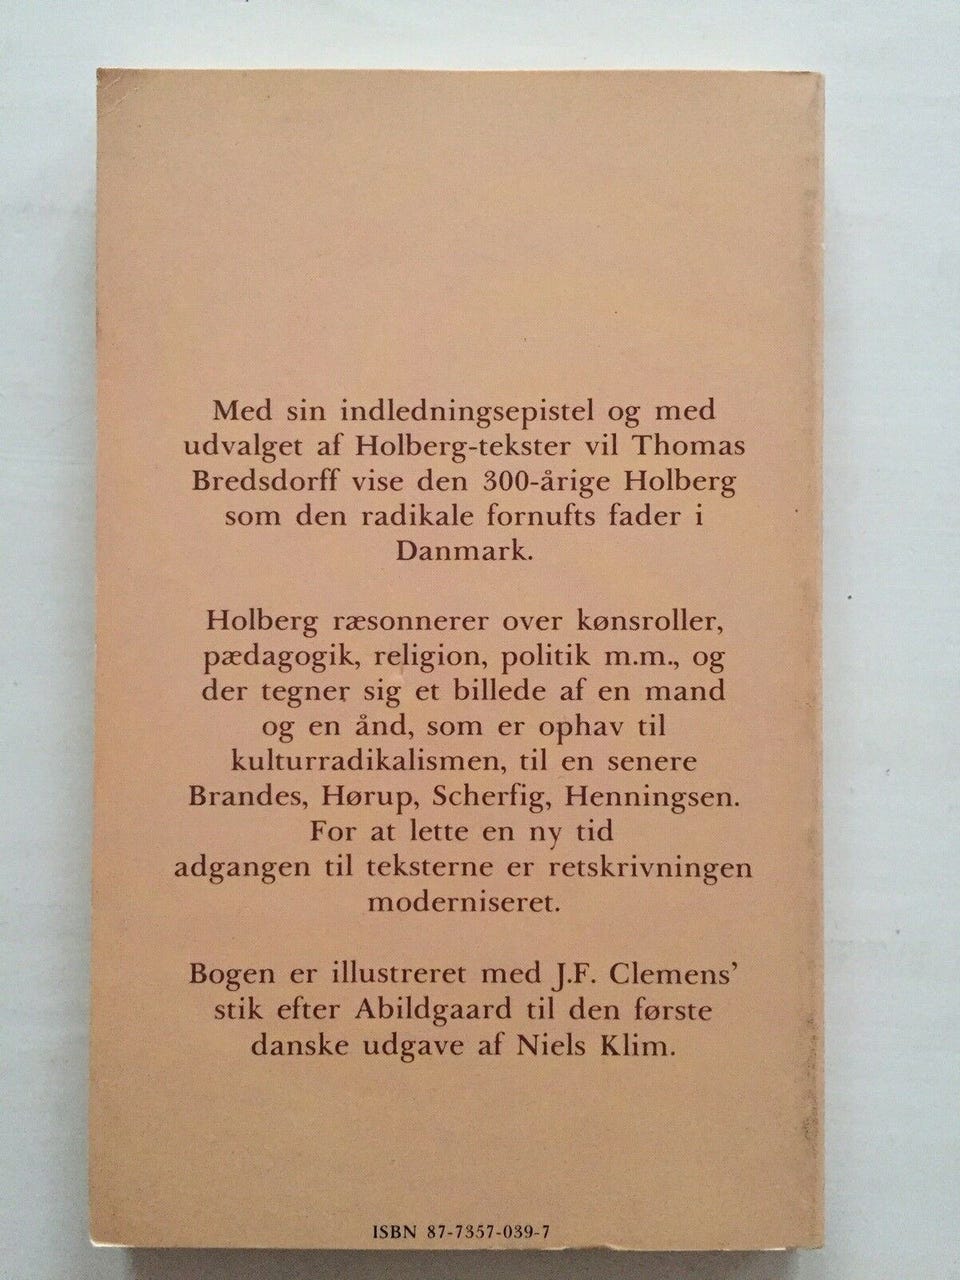 Med sin indledningsepistel og med
udvalget af Holberg-tekster vil Thomas
Bredsdorff vise den 300-årige Holberg
som den radikale fornufts fader i
Danmark.
Holberg ræsonnerer over kønsroller,
pædagogik, religion, politik m.m., og
der tegner sig et billede af en mand
og en ånd, som er ophav til
kulturradikalismen, til en senere
Brandes, Hørup, Scherfig, Henningsen.
For at lette en ny tid
adgangen til teksterne er retskrivningen
moderniseret.
Bogen er illustreret med J.F. Clemens’
stik efter Abildgaard til den første
danske udgave af Niels Klim.
ISBN 87-7357-039-7